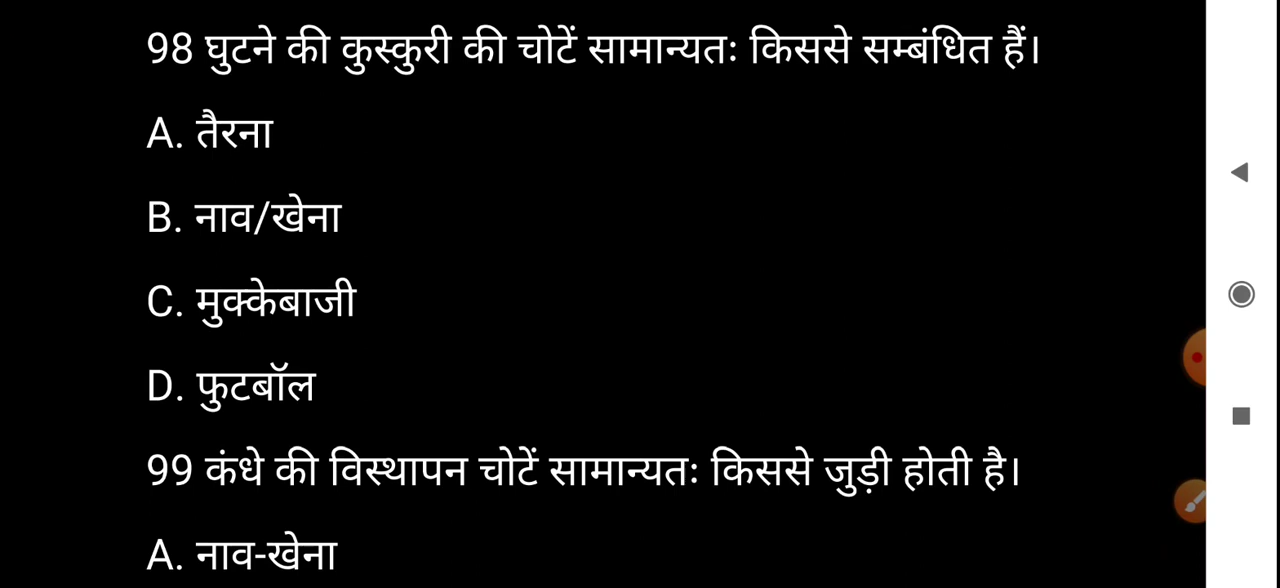 98 घुटने की कुस्कुरी की चोटें सामान्यतः किससे सम्बंधित हैं।
A. तैरना
B. नाव/खेना
C. मुक्केबाजी
D. फुटबॉल
99 कंधे की विस्थापन चोटें सामान्यतः किससे जुड़ी होती है।
A. नाव-खेना